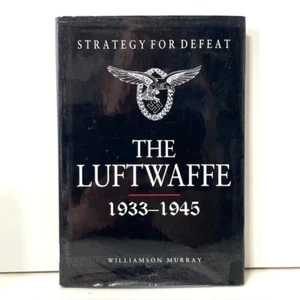 STRATEGY FOR DEFEAT
THE
LUFTWAFFE
1933–1945
WILLIAMSON MURRAY